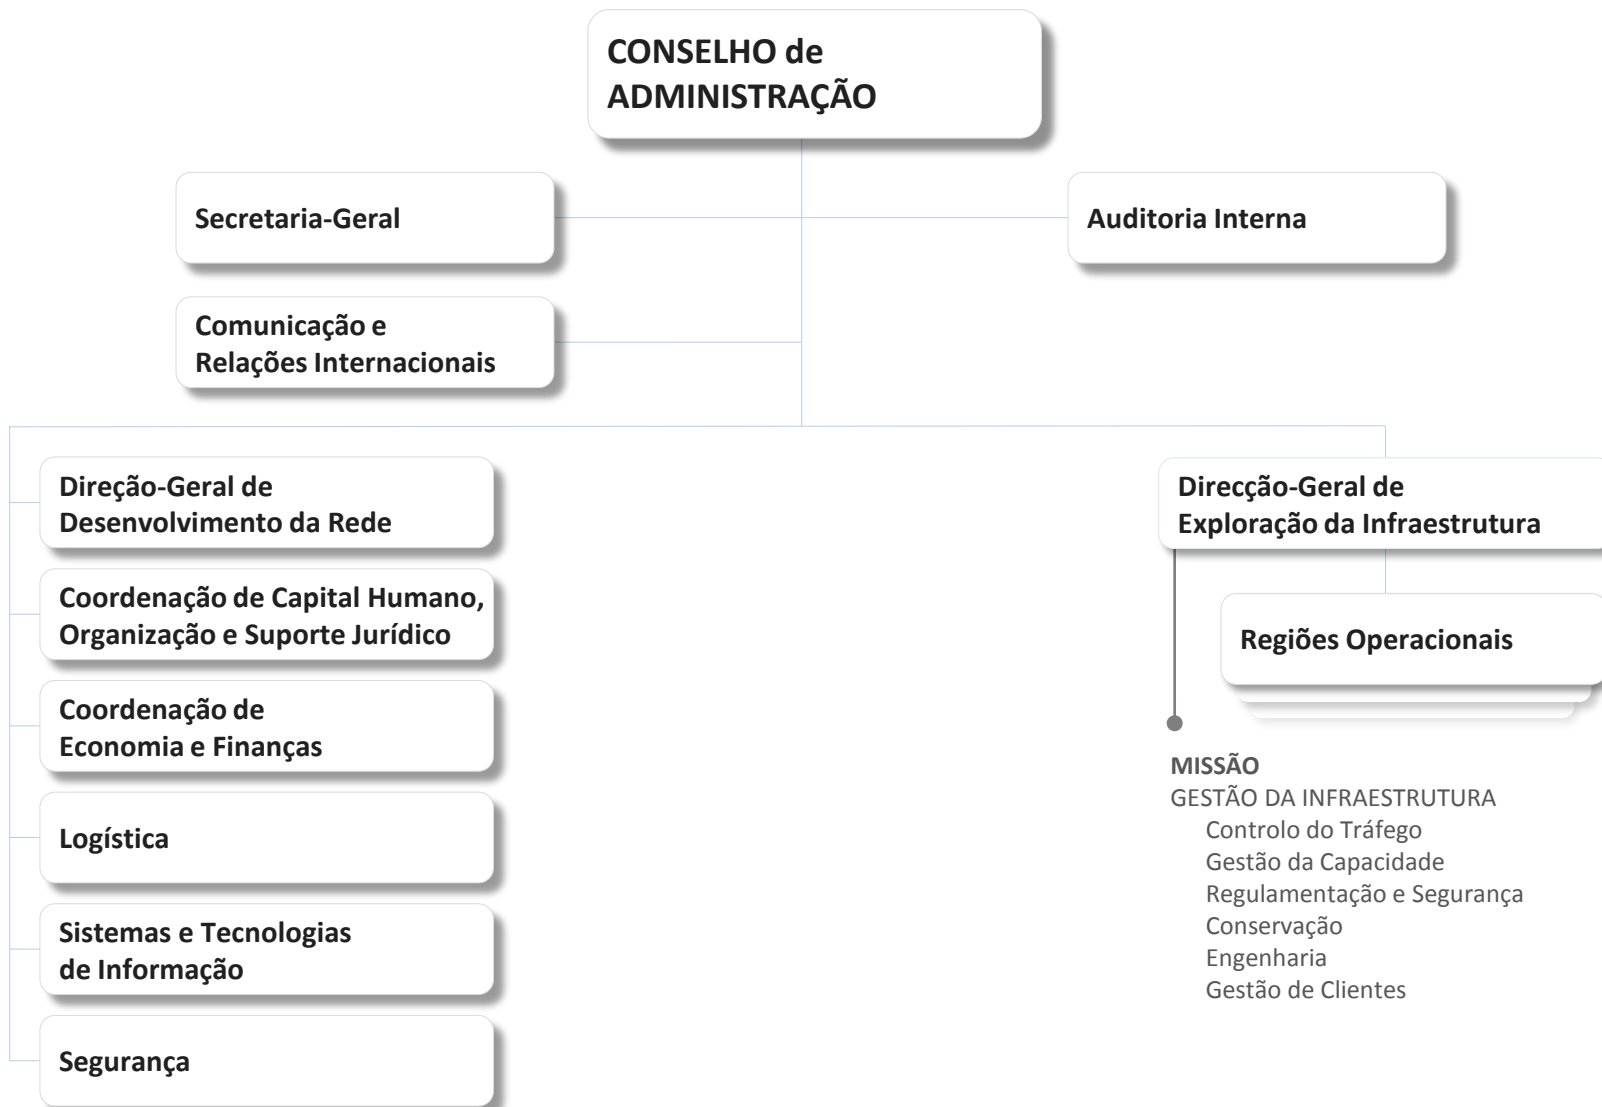 CONSELHO de
ADMINISTRAÇÃO
Secretaria-Geral
Auditoria Interna
Comunicação e
Relações Internacionais
Direção-Geral de
Desenvolvimento da Rede
Coordenação de Capital Humano,
Organização e Suporte Jurídico
Coordenação de
Economia e Finanças
Logística
Sistemas e Tecnologias
de Informação
Segurança
Direcção-Geral de
Exploração da Infraestrutura
Regiões Operacionais
MISSÃO
GESTÃO DA INFRAESTRUTURA
Controlo do Tráfego
Gestão da Capacidade
Regulamentação e Segurança
Conservação
Engenharia
Gestão de Clientes